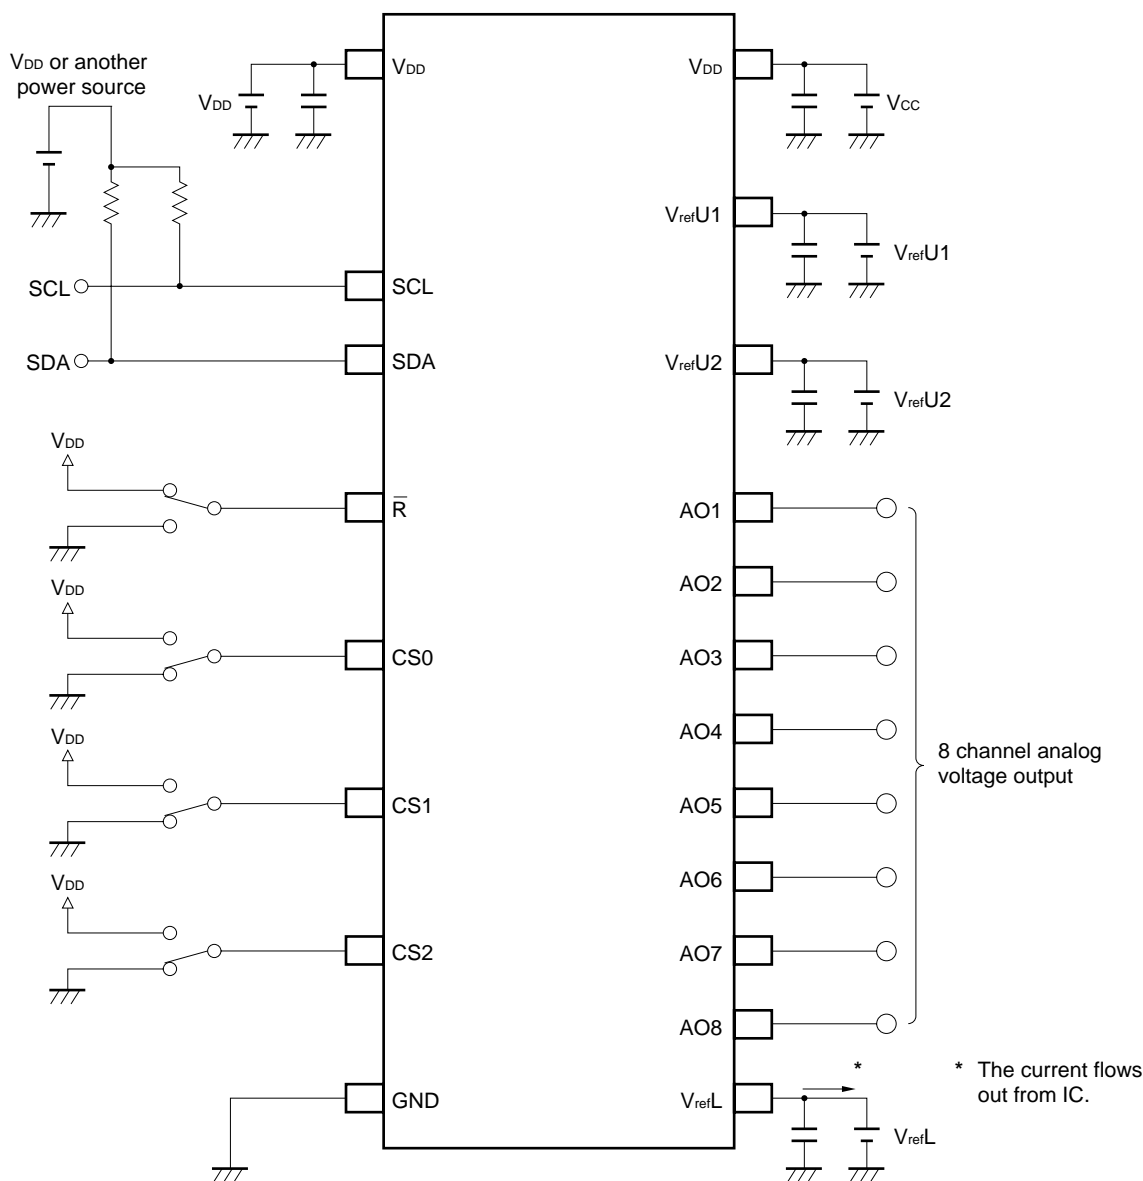 VDD or another
power source
VDD
VDD
VDD
VCC
VrefU1
VrefU1
SCL
SCL
SDA
SDA
VrefU2
VrefU2
VDD
R̅
AO1
AO2
VDD
CS0
AO3
AO4
VDD
CS1
AO5
8 channel analog
voltage output
AO6
VDD
CS2
AO7
AO8
GND
VrefL
*
* The current flows
out from IC.
VrefL